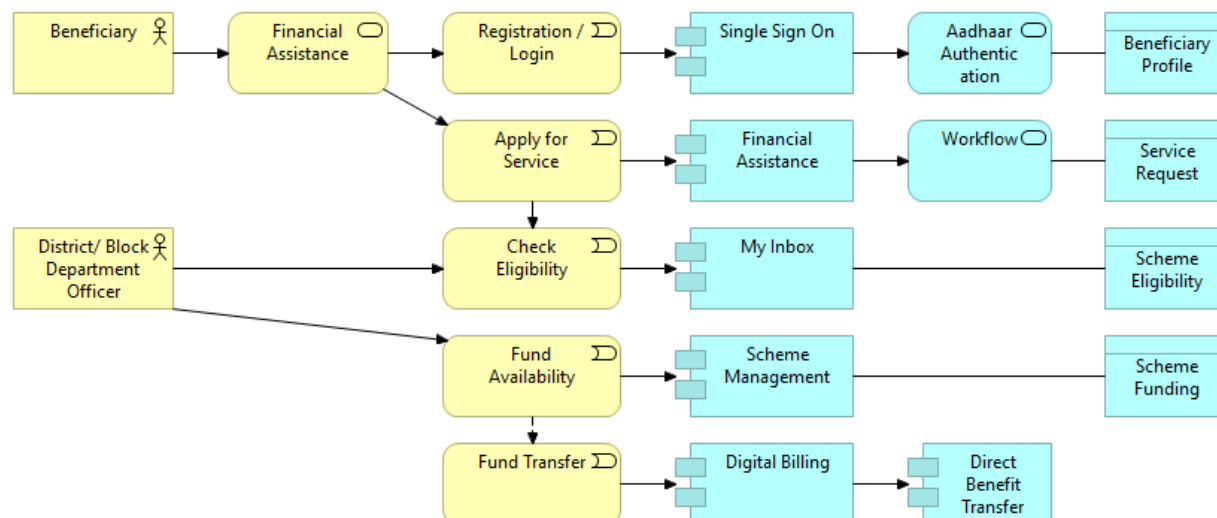 Beneficiary
Financial
Assistance
Registration /
Login
Single Sign On
Aadhaar
Authentic
ation
Beneficiary
Profile
Apply for
Service
Financial
Assistance
Workflow
Service
Request
District/ Block
Department
Officer
Check
Eligibility
My Inbox
Scheme
Eligibility
Fund
Availability
Scheme
Management
Scheme
Funding
Fund Transfer
Digital Billing
Direct
Benefit
Transfer